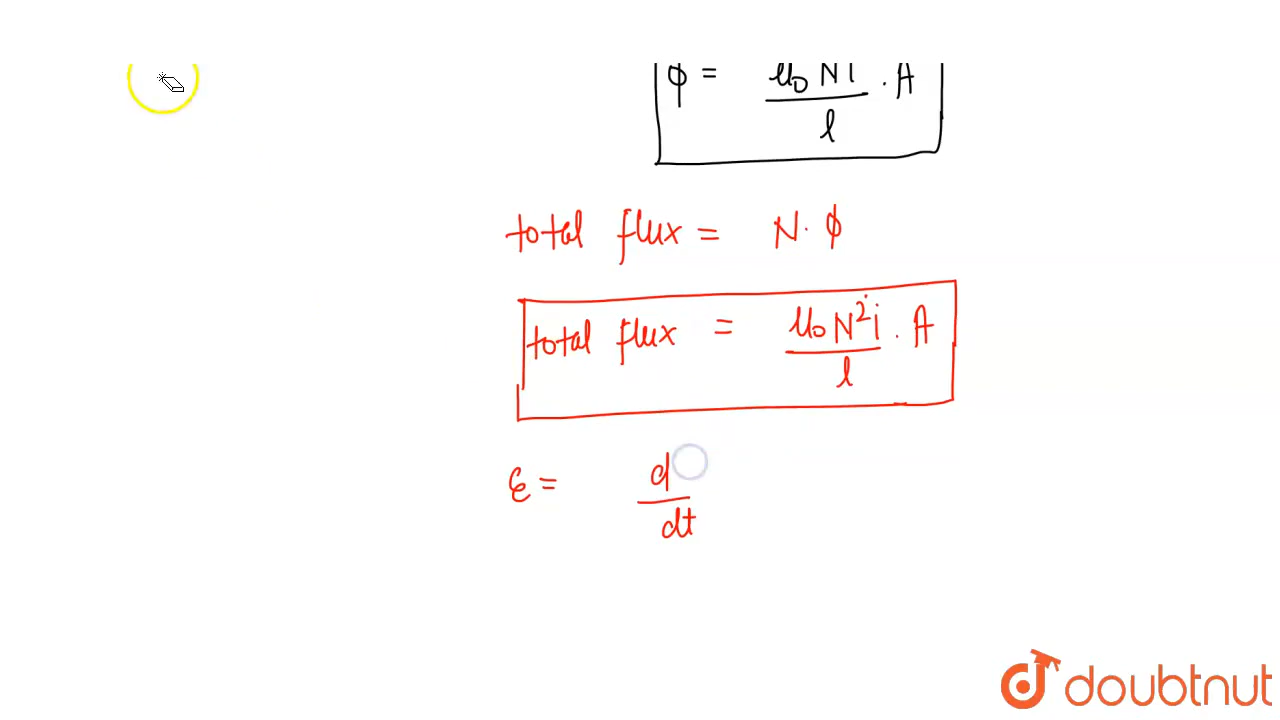 ϕ = μ₀ N i / l . A
total flux = N . ϕ
total flux = μ₀ N² i / l . A
ε = d / dt
doubtnut